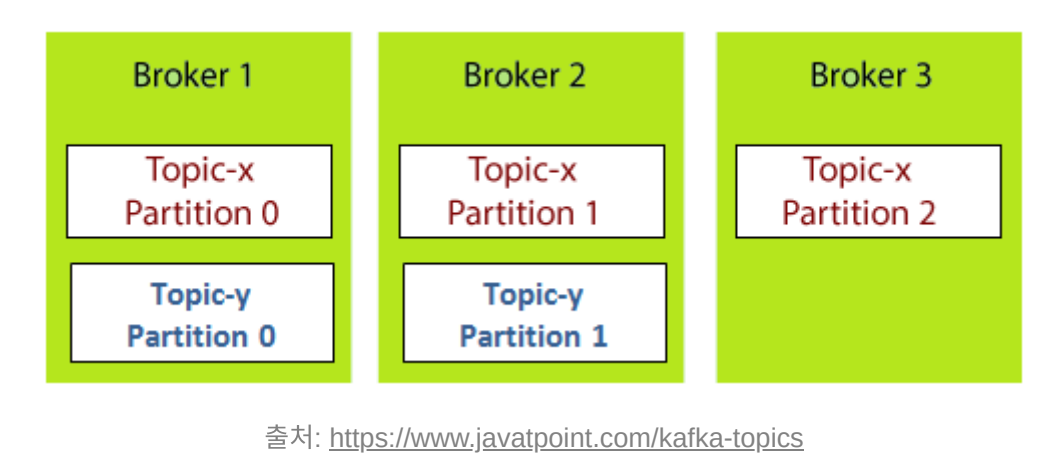 Broker 1
Topic-x
Partition 0
Topic-y
Partition 0
Broker 2
Topic-x
Partition 1
Topic-y
Partition 1
Broker 3
Topic-x
Partition 2
출처: https://www.javatpoint.com/kafka-topics